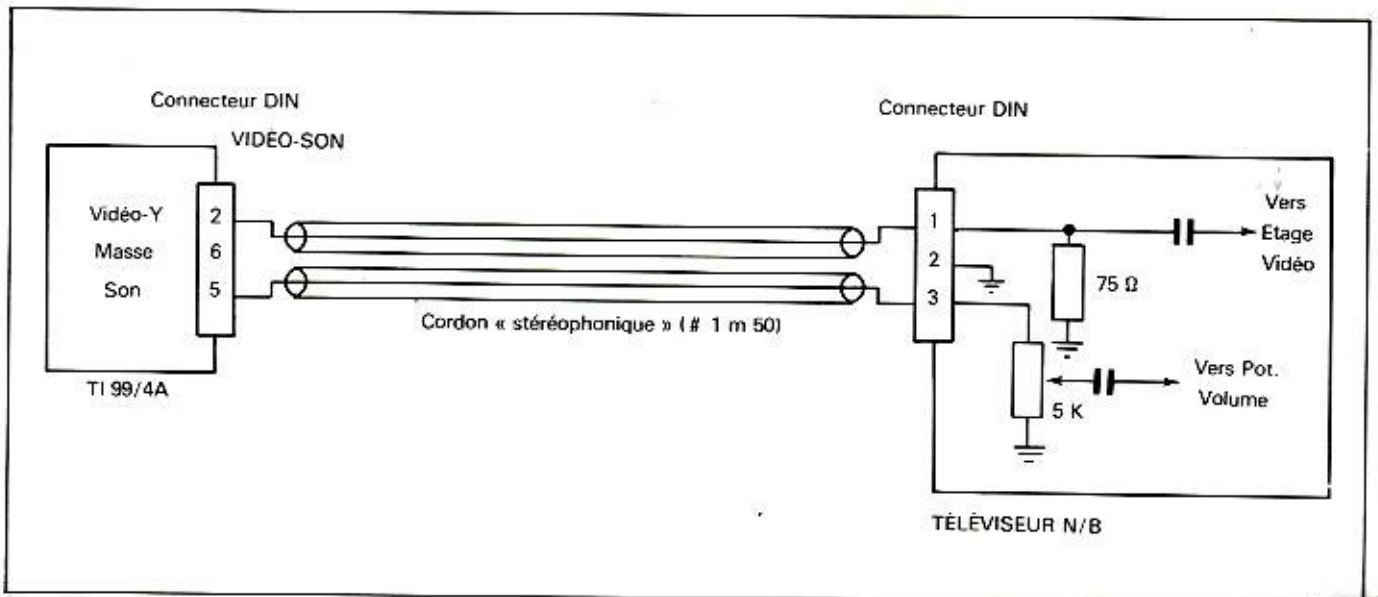 Connecteur DIN
VIDÉO-SON
Vidéo-Y
Masse
Son
2
6
5
TI 99/4A
Cordon « stéréophonique » (# 1 m 50)
Connecteur DIN
1
2
3
75 Ω
5 K
Vers
Etage
Vidéo
Vers Pot.
Volume
TÉLÉVISEUR N/B